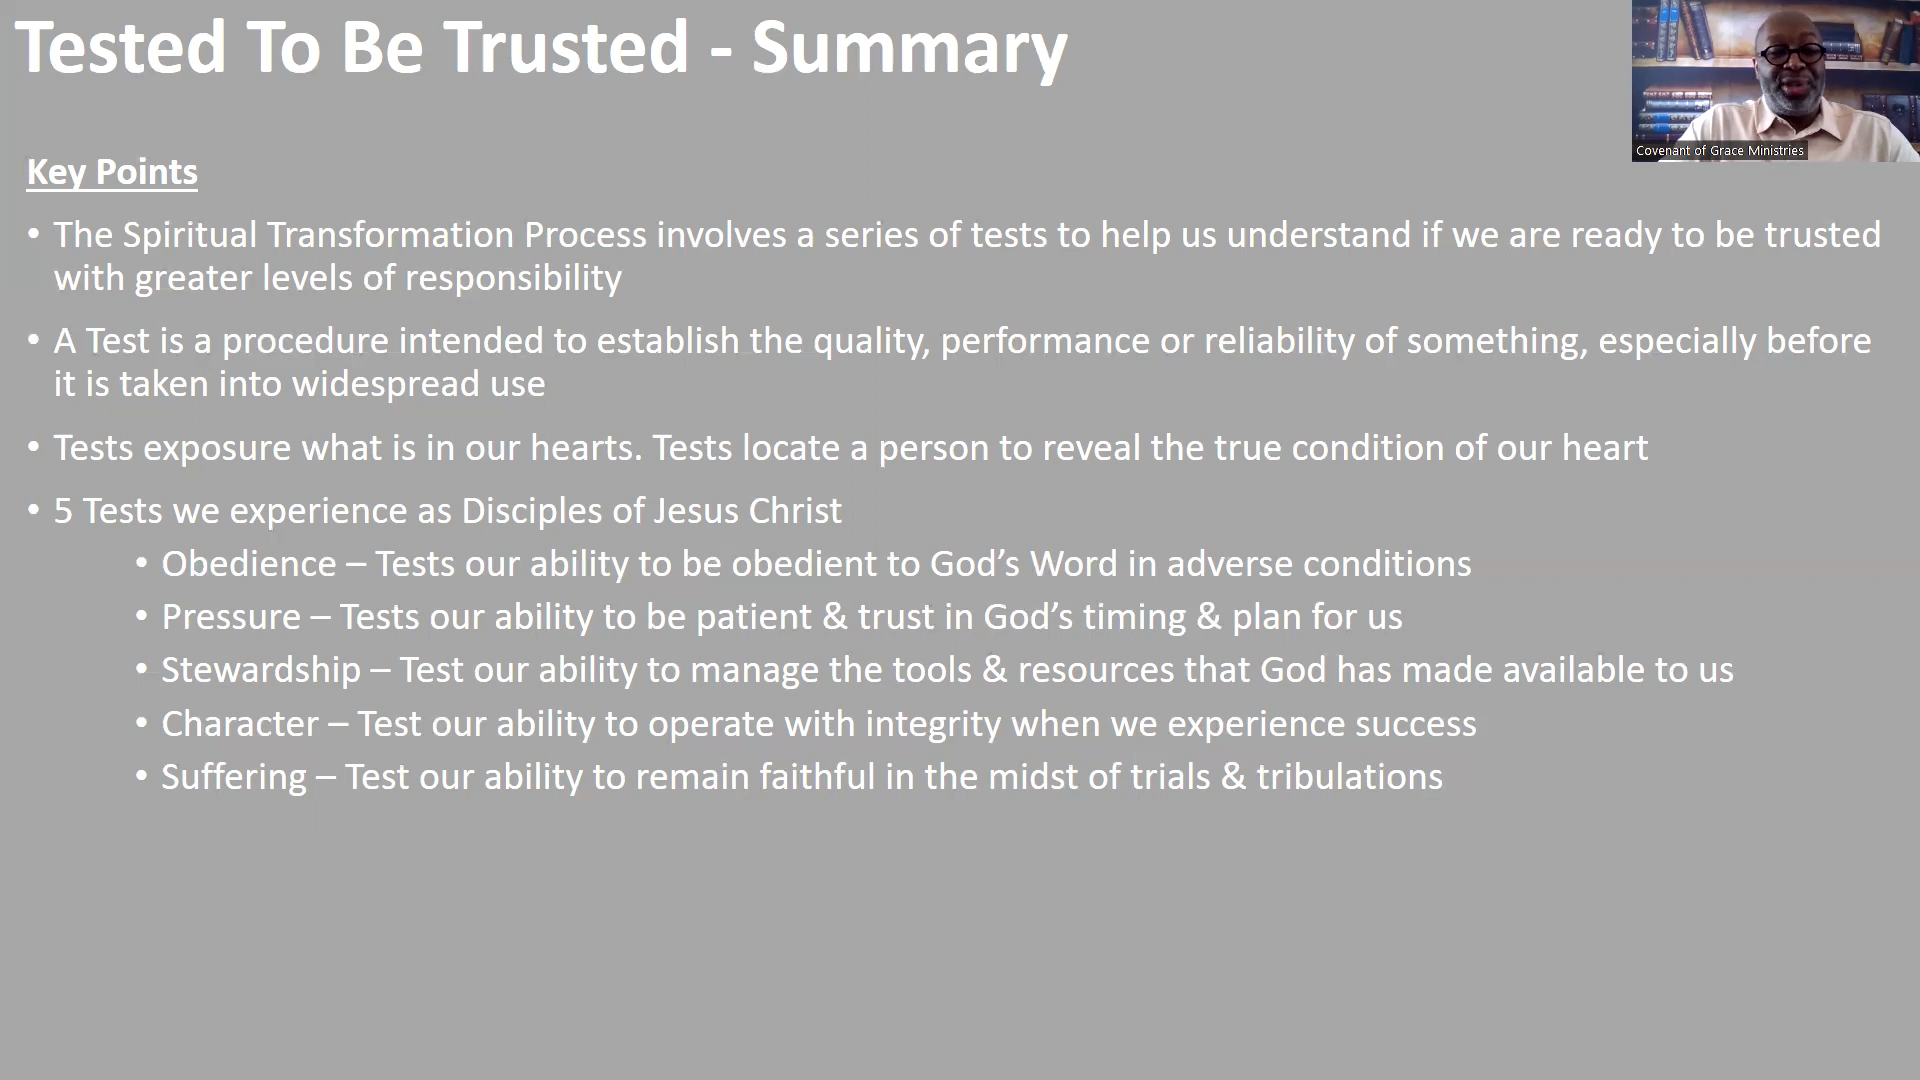 Tested To Be Trusted - Summary
Covenant of Grace Ministries
Key Points
• The Spiritual Transformation Process involves a series of tests to help us understand if we are ready to be trusted
with greater levels of responsibility
• A Test is a procedure intended to establish the quality, performance or reliability of something, especially before
it is taken into widespread use
• Tests exposure what is in our hearts. Tests locate a person to reveal the true condition of our heart
• 5 Tests we experience as Disciples of Jesus Christ
• Obedience – Tests our ability to be obedient to God’s Word in adverse conditions
• Pressure – Tests our ability to be patient & trust in God’s timing & plan for us
• Stewardship – Test our ability to manage the tools & resources that God has made available to us
• Character – Test our ability to operate with integrity when we experience success
• Suffering – Test our ability to remain faithful in the midst of trials & tribulations